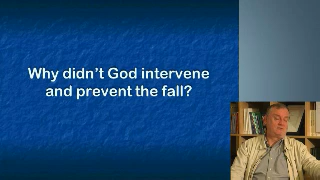 Why didn't God intervene
and prevent the fall?